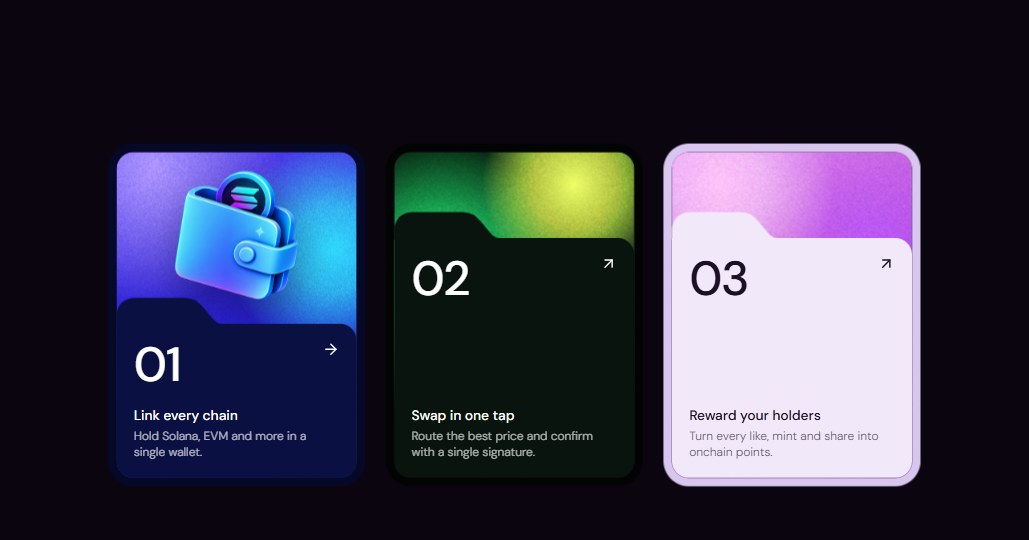 01
Link every chain
Hold Solana, EVM and more in a
single wallet.
02
Swap in one tap
Route the best price and confirm
with a single signature.
03
Reward your holders
Turn every like, mint and share into
onchain points.